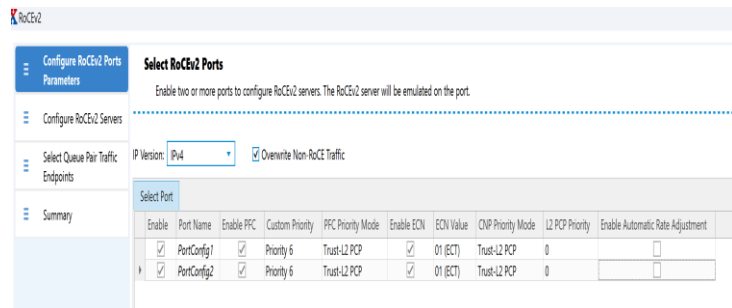 RoCEv2
Configure RoCEv2 Ports
Parameters
Configure RoCEv2 Servers
Select Queue Pair Traffic
Endpoints
Summary
Select RoCEv2 Ports
Enable two or more ports to configure RoCEv2 servers. The RoCEv2 server will be emulated on the port.
IP Version: IPv4 Overwrite Non-RoCE Traffic
Select Port
Enable Port Name Enable PFC Custom Priority PFC Priority Mode Enable ECN ECN Value CNP Priority Mode L2 PCP Priority Enable Automatic Rate Adjustment
PortConfig1 Priority 6 Trust-L2 PCP 01 (ECT) Trust-L2 PCP 0
PortConfig2 Priority 6 Trust-L2 PCP 01 (ECT) Trust-L2 PCP 0